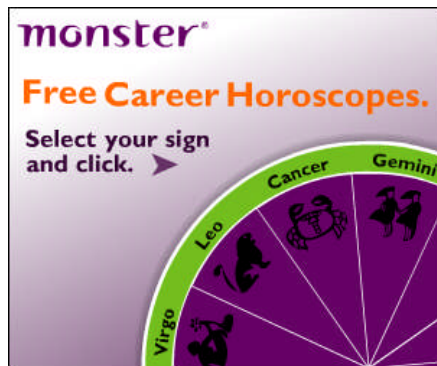 monster®
Free Career Horoscopes.
Select your sign
and click.
Gemini
Cancer
Leo
Virgo